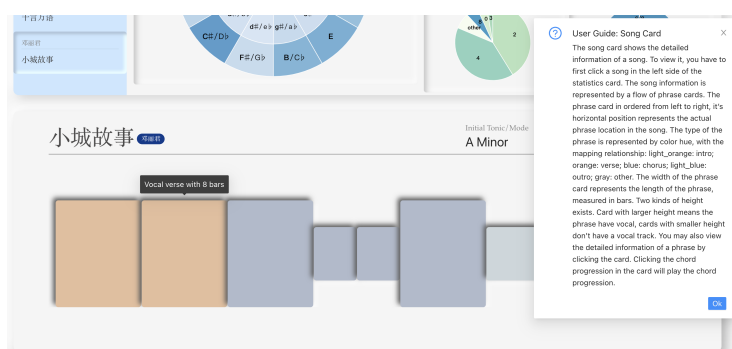 千言万语
邓丽君
小城故事
d#/e♭
g#/a♭
C#/D♭
E
F#/G♭
B/C♭
other
0
3
2
4
小城故事
邓丽君
Initial Tonic/Mode
A Minor
Vocal verse with 8 bars
User Guide: Song Card
The song card shows the detailed
information of a song. To view it, you have to
first click a song in the left side of the
statistics card. The song information is
represented by a flow of phrase cards. The
phrase card in ordered from left to right, it's
horizontal position represents the actual
phrase location in the song. The type of the
phrase is represented by color hue, with the
mapping relationship: light_orange: intro;
orange: verse; blue: chorus; light_blue:
outro; gray: other. The width of the phrase
card represents the length of the phrase,
measured in bars. Two kinds of height
exists. Card with larger height means the
phrase have vocal, cards with smaller height
don't have a vocal track. You may also view
the detailed information of a phrase by
clicking the card. Clicking the chord
progression in the card will play the chord
progression.
Ok